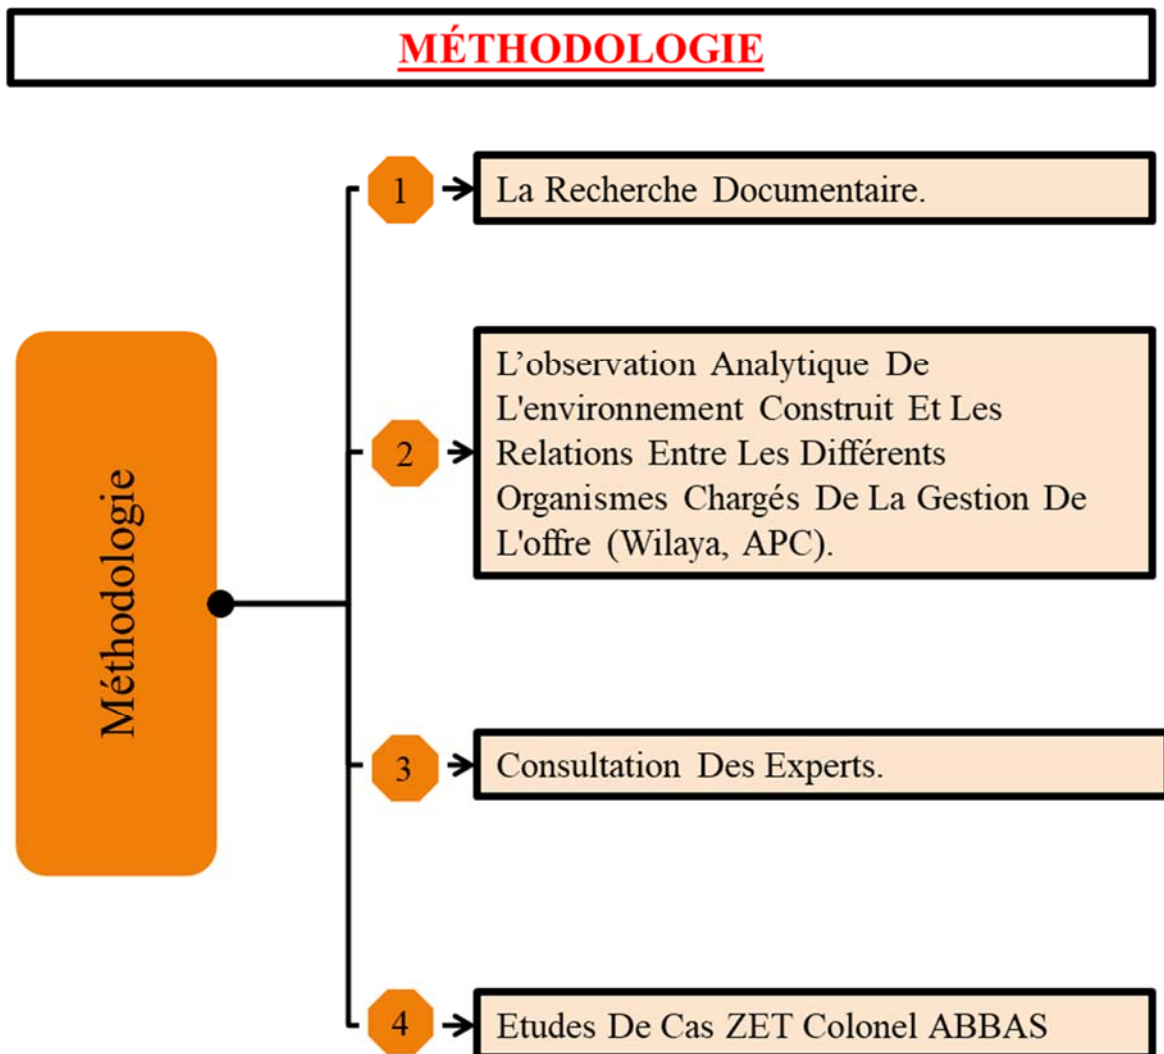 MÉTHODOLOGIE
Méthodologie
1
La Recherche Documentaire.
2
L’observation Analytique De
L'environnement Construit Et Les
Relations Entre Les Différents
Organismes Chargés De La Gestion De
L'offre (Wilaya, APC).
3
Consultation Des Experts.
4
Etudes De Cas ZET Colonel ABBAS